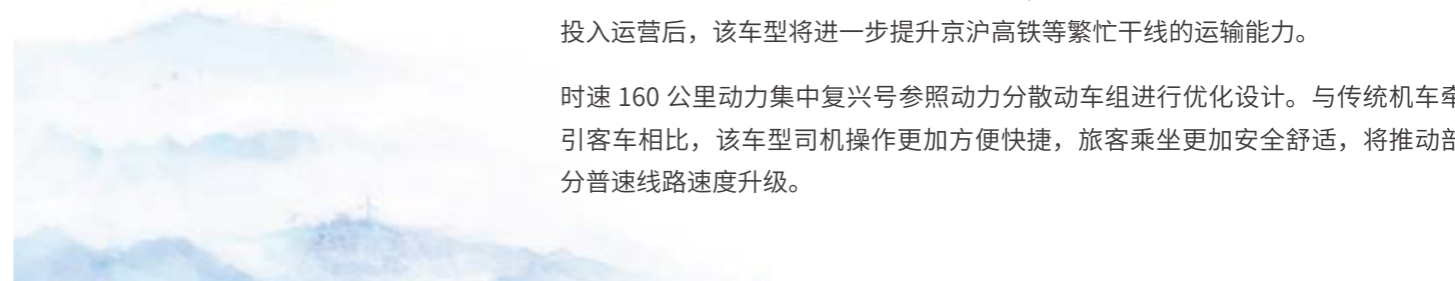 投入运营后，该车型将进一步提升京沪高铁等繁忙干线的运输能力。
时速 160 公里动力集中复兴号参照动力分散动车组进行优化设计。与传统机车牵
引客车相比，该车型司机操作更加方便快捷，旅客乘坐更加安全舒适，将推动部
分普速线路速度升级。